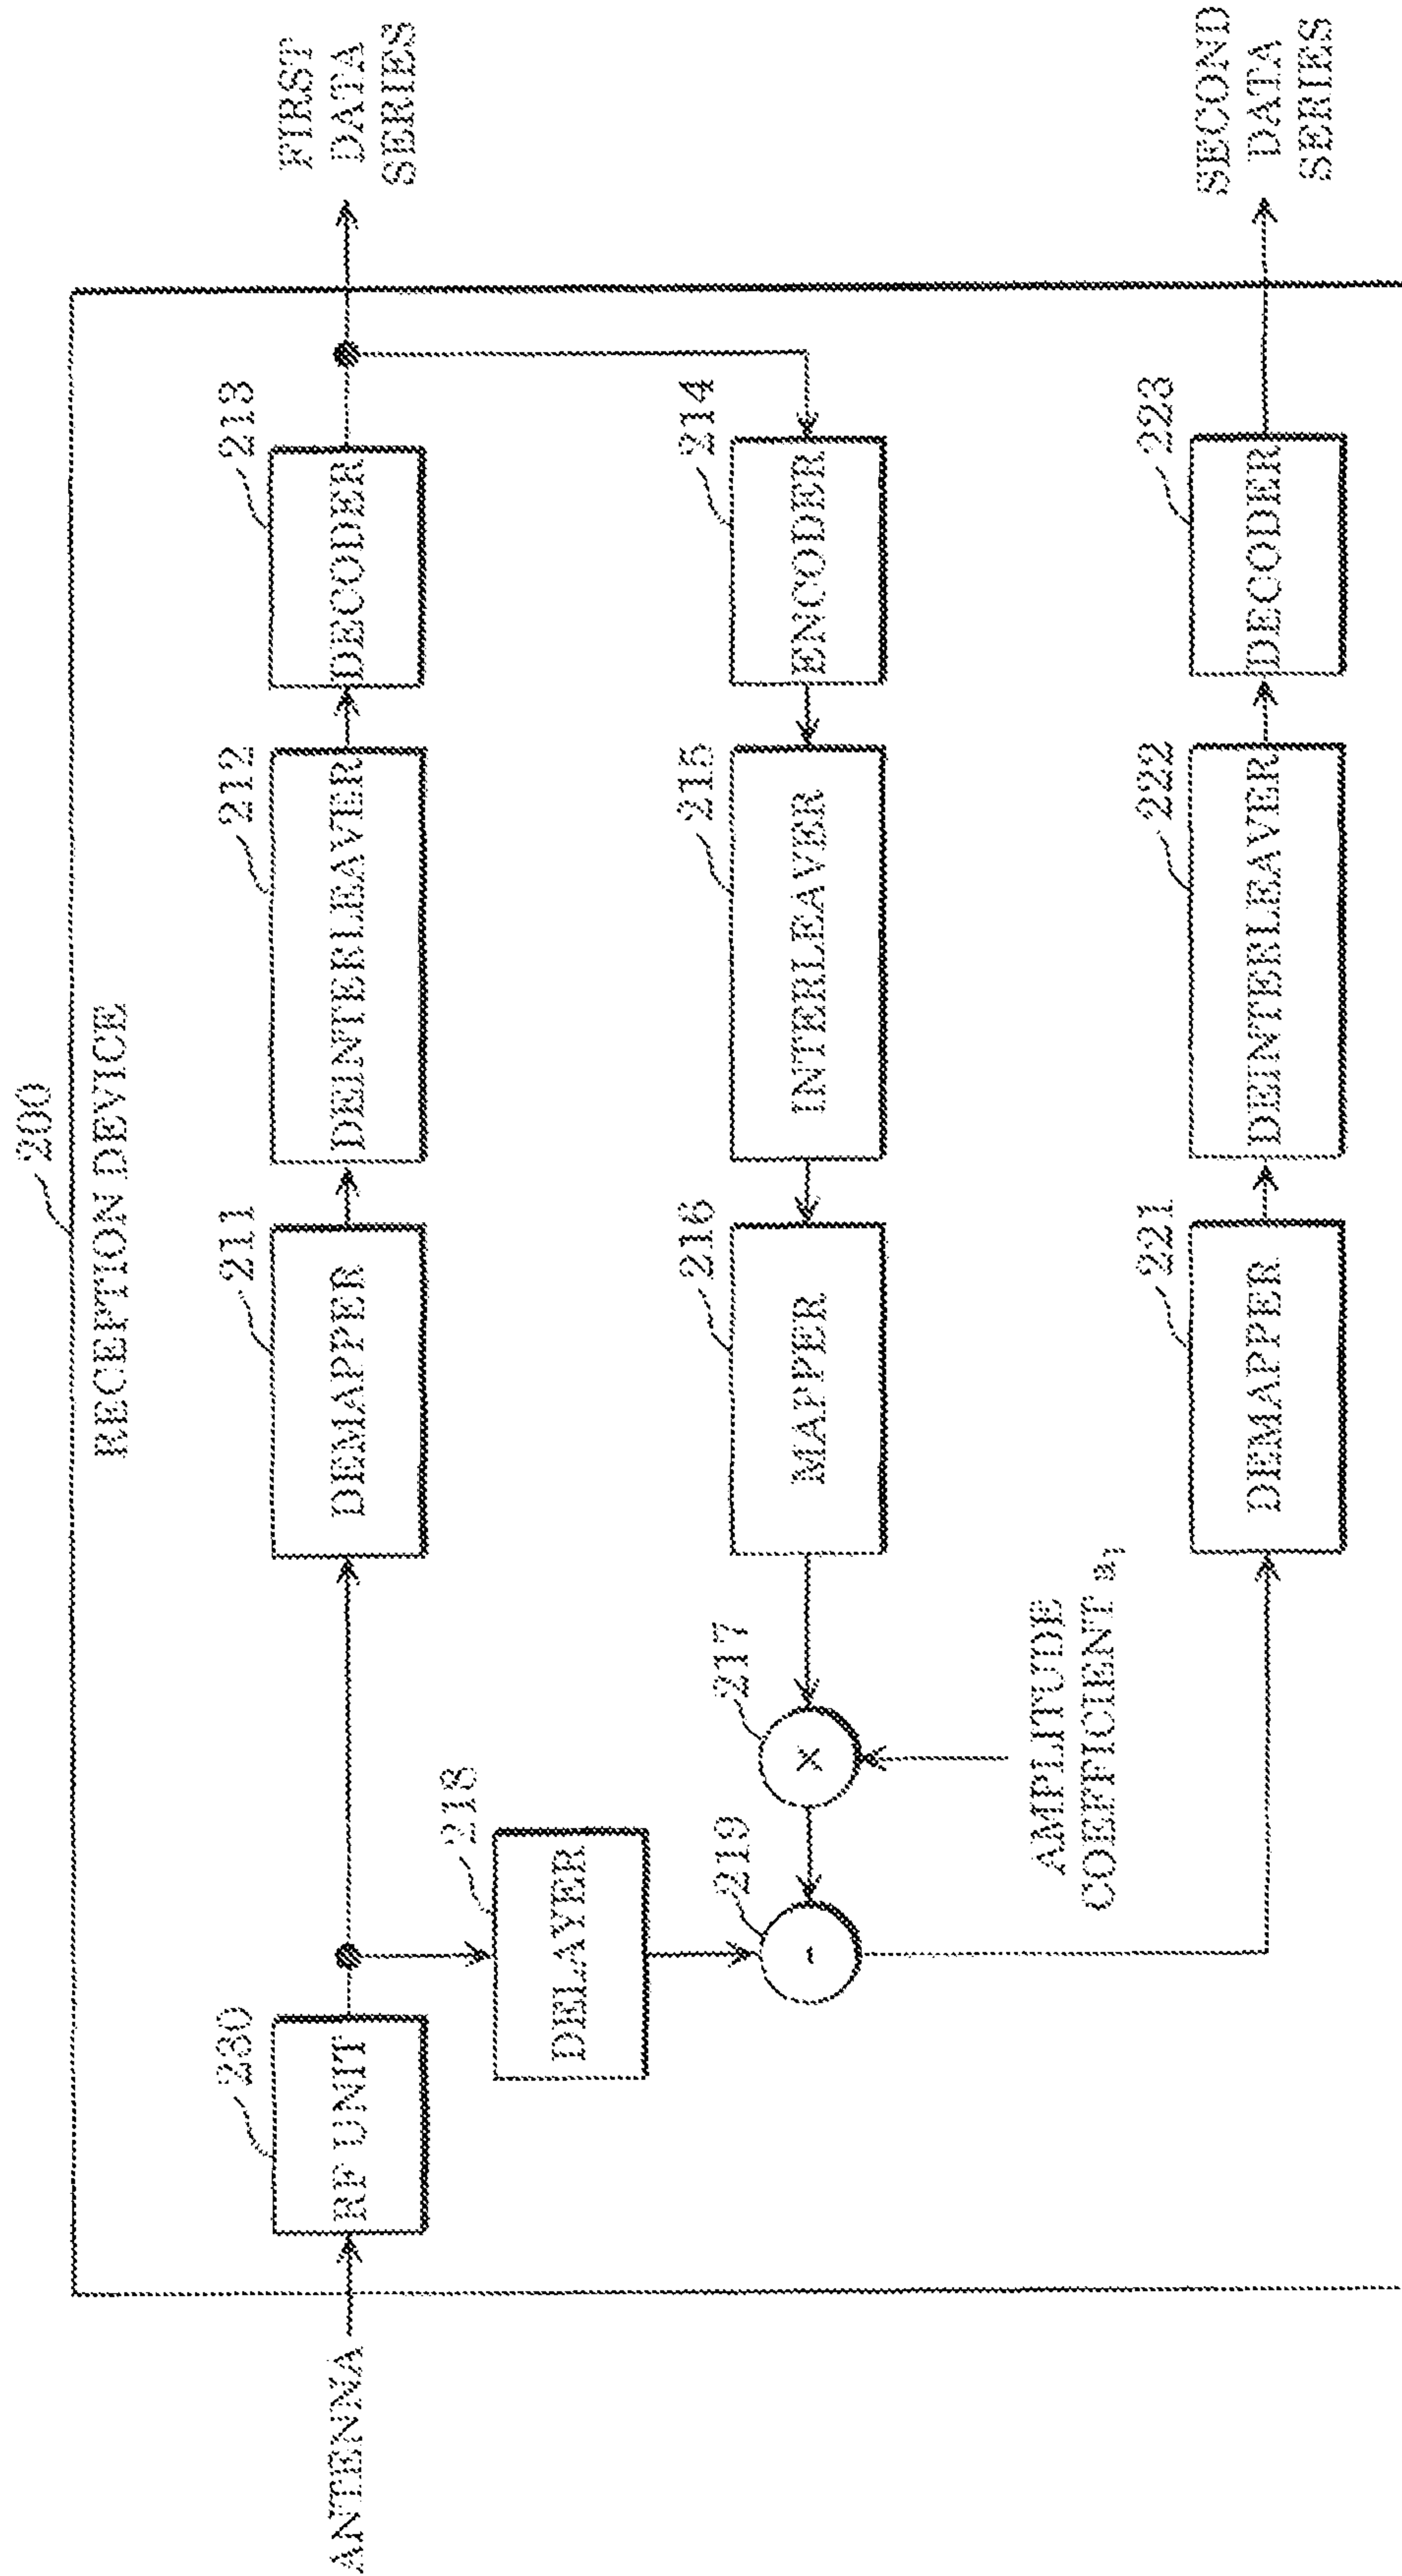 200
RECEPTION DEVICE
ANTENNA
230
RF UNIT
211
DEMAPPER
212
DEINTERLEAVER
213
DECODER
FIRST
DATA
SERIES
218
DELAYER
219
-
217
×
216
MAPPER
215
INTERLEAVER
214
ENCODER
AMPLITUDE
COEFFICIENT a₁
221
DEMAPPER
222
DEINTERLEAVER
223
DECODER
SECOND
DATA
SERIES